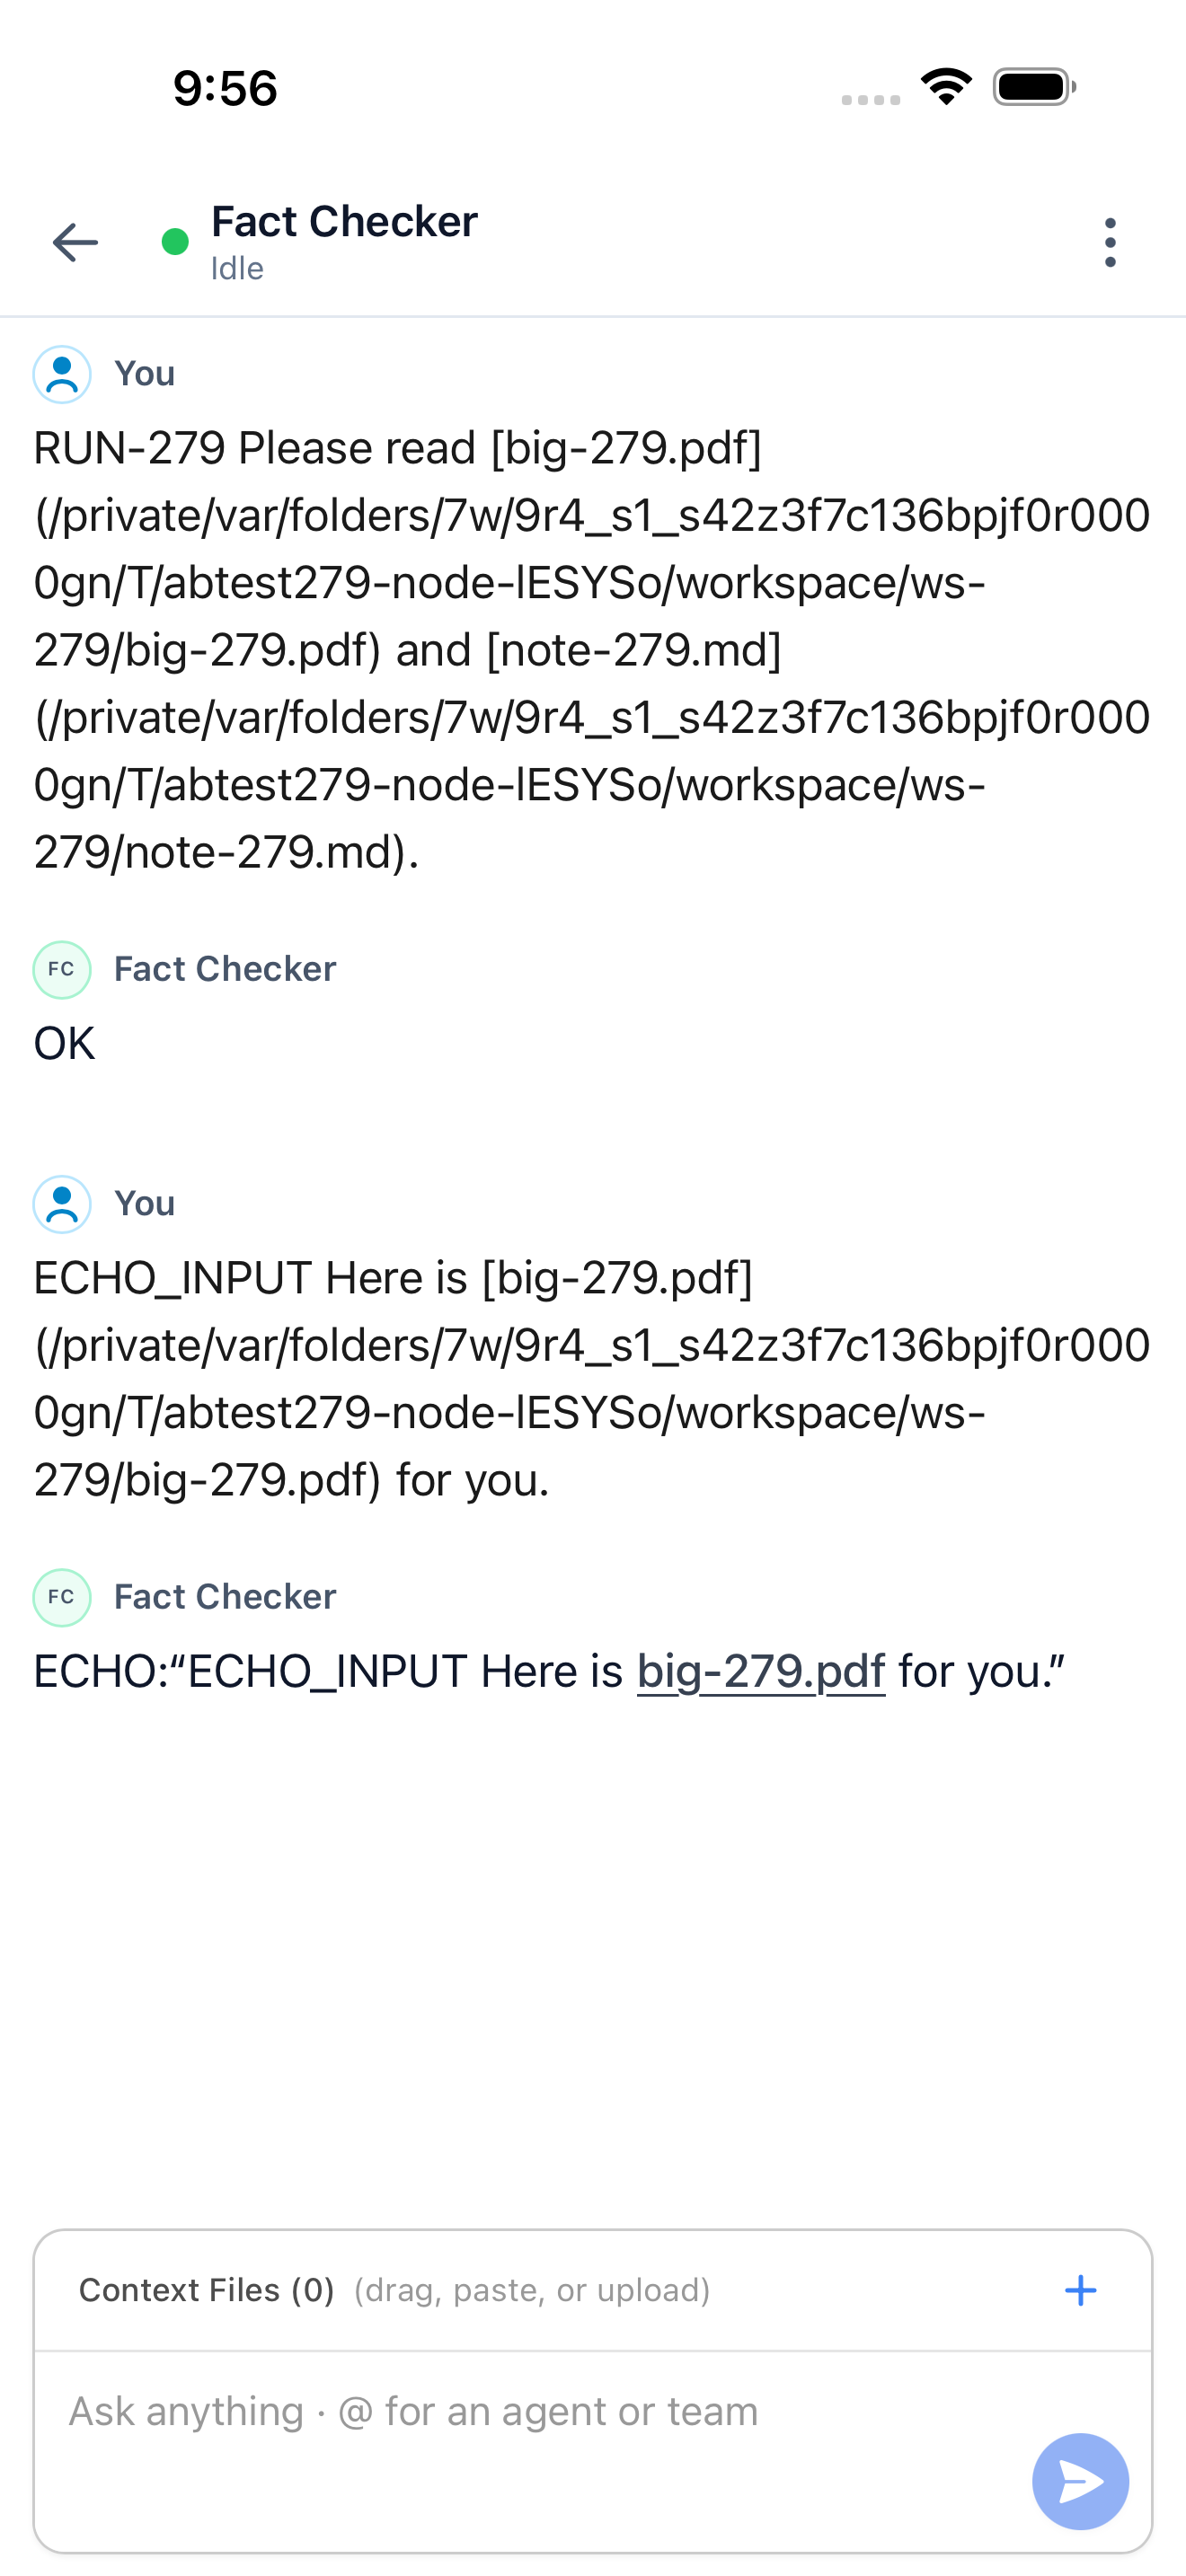 9:56
Fact Checker
Idle
You
RUN-279 Please read [big-279.pdf]
(/private/var/folders/7w/9r4_s1_s42z3f7c136bpjf0r000
0gn/T/abtest279-node-lESYSo/workspace/ws-
279/big-279.pdf) and [note-279.md]
(/private/var/folders/7w/9r4_s1_s42z3f7c136bpjf0r000
0gn/T/abtest279-node-lESYSo/workspace/ws-
279/note-279.md).
FC Fact Checker
OK
You
ECHO_INPUT Here is [big-279.pdf]
(/private/var/folders/7w/9r4_s1_s42z3f7c136bpjf0r000
0gn/T/abtest279-node-lESYSo/workspace/ws-
279/big-279.pdf) for you.
FC Fact Checker
ECHO:“ECHO_INPUT Here is big-279.pdf for you.”
Context Files (0) (drag, paste, or upload)
Ask anything · @ for an agent or team